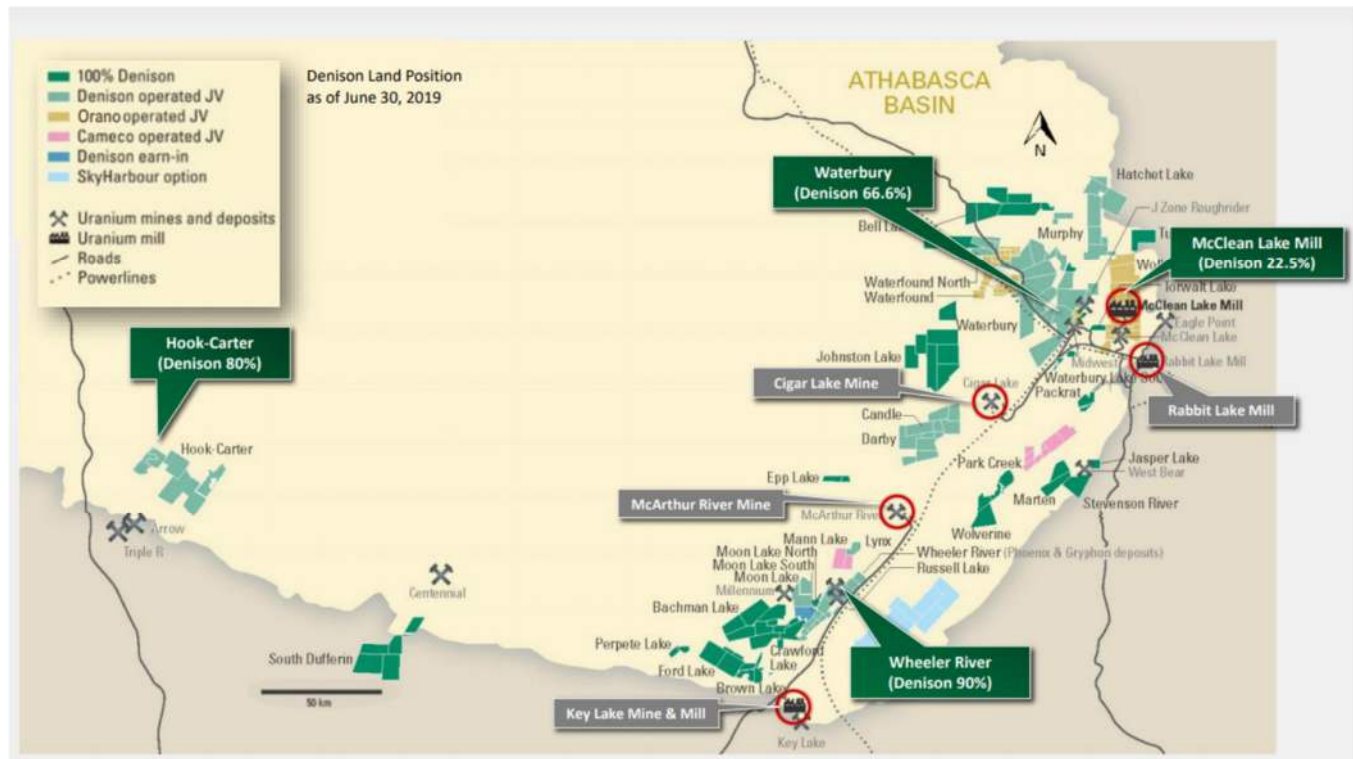 100% Denison
Denison operated JV
Orano operated JV
Cameco operated JV
Denison earn-in
SkyHarbour option
Uranium mines and deposits
Uranium mill
Roads
Powerlines
Denison Land Position
as of June 30, 2019
ATHABASCA
BASIN
N
Waterbury
(Denison 66.6%)
Hatchet Lake
J Zone Roughrider
Bell
Murphy
McClean Lake Mill
(Denison 22.5%)
Waterfound North
Waterfound
Torwalt Lake
McClean Lake Mill
Eagle Point
McClean Lake
Waterbury
Hook-Carter
(Denison 80%)
Johnston Lake
Midwest
Rabbit Lake Mill
Waterbury Lake
Packrat
Cigar Lake Mine
Cigar Lake
Rabbit Lake Mill
Candle
Darby
Hook-Carter
Park Creek
Jasper Lake
West Bear
Epp Lake
Marten
Stevenson River
McArthur River Mine
McArthur River
Wolverine
Arrow
Triple R
Mann Lake
Lynx
Moon Lake North
Wheeler River (Phoenix & Gryphon deposits)
Moon Lake South
Russell Lake
Moon Lake
Millennium
Centennial
Bachman Lake
Perpete Lake
Crawford
Lake
South Dufferin
Ford Lake
Wheeler River
(Denison 90%)
Brown Lake
50 km
Key Lake Mine & Mill
Key Lake